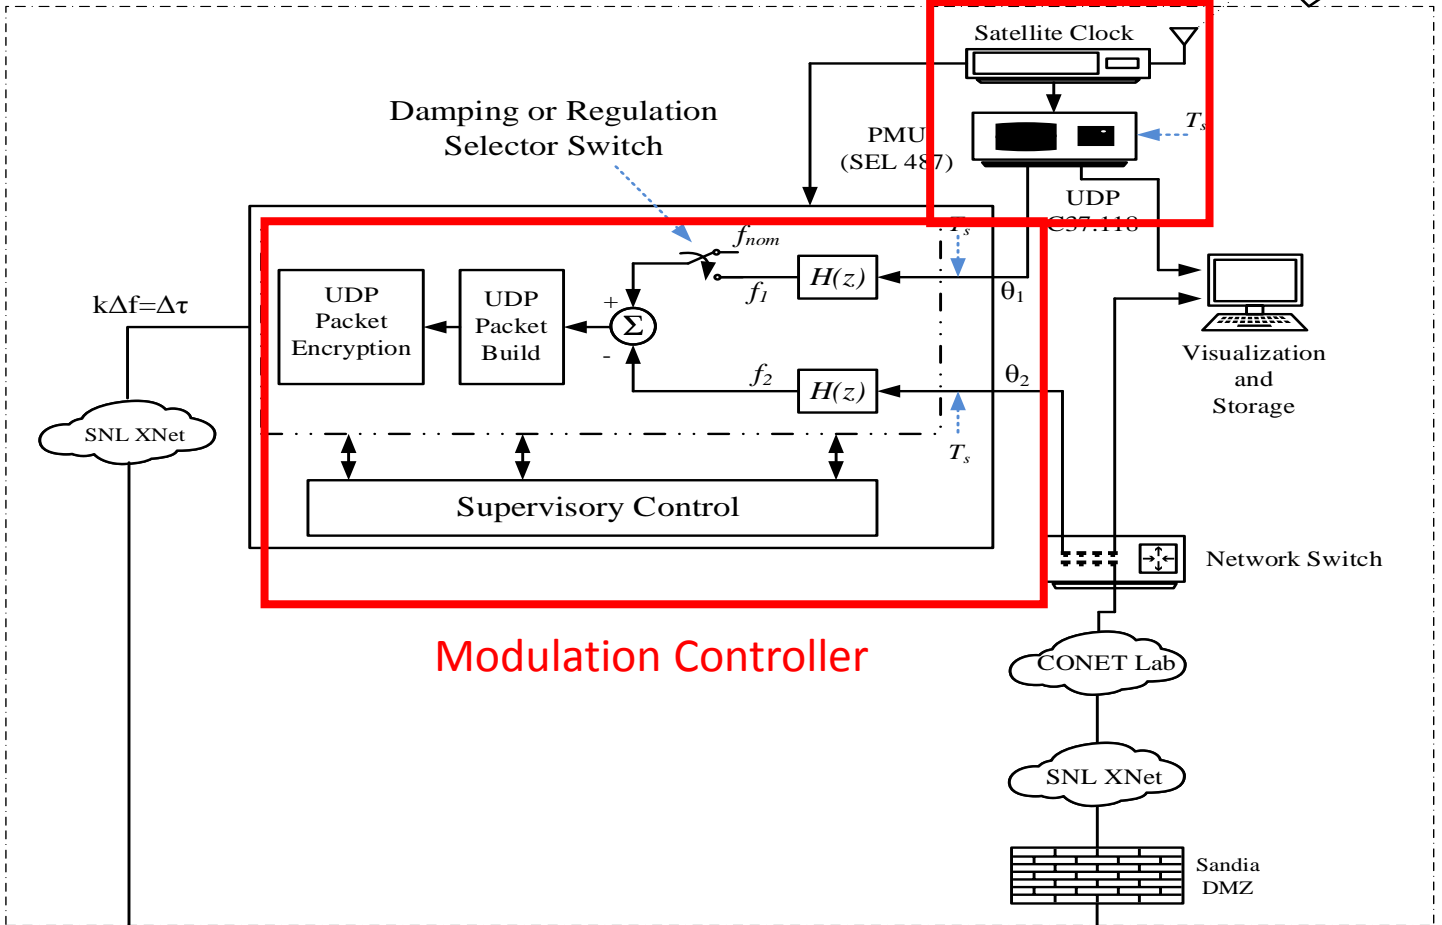 Satellite Clock
Damping or Regulation
Selector Switch
PMU
(SEL 487)
Ts
UDP
C37.118
fnom
Ts
f1
H(z)
θ1
kΔf=Δτ
UDP
Packet
Encryption
UDP
Packet
Build
+
Σ
-
f2
H(z)
θ2
Ts
Visualization
and
Storage
SNL XNet
Supervisory Control
Network Switch
Modulation Controller
CONET Lab
SNL XNet
Sandia
DMZ